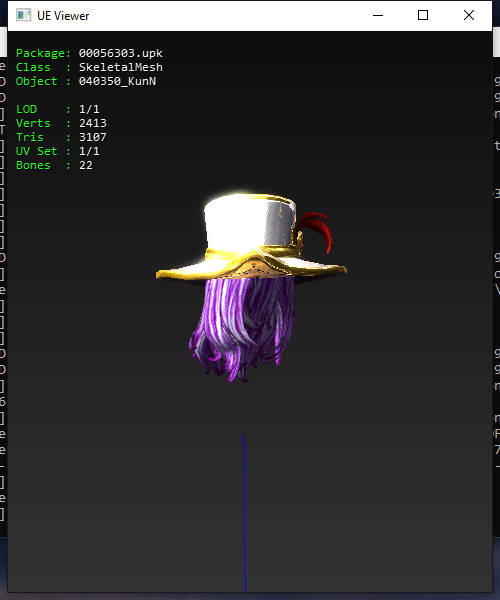 UE Viewer
Package: 00056303.upk
Class : SkeletalMesh
Object : 040350_KunN
LOD : 1/1
Verts : 2413
Tris : 3107
UV Set : 1/1
Bones : 22